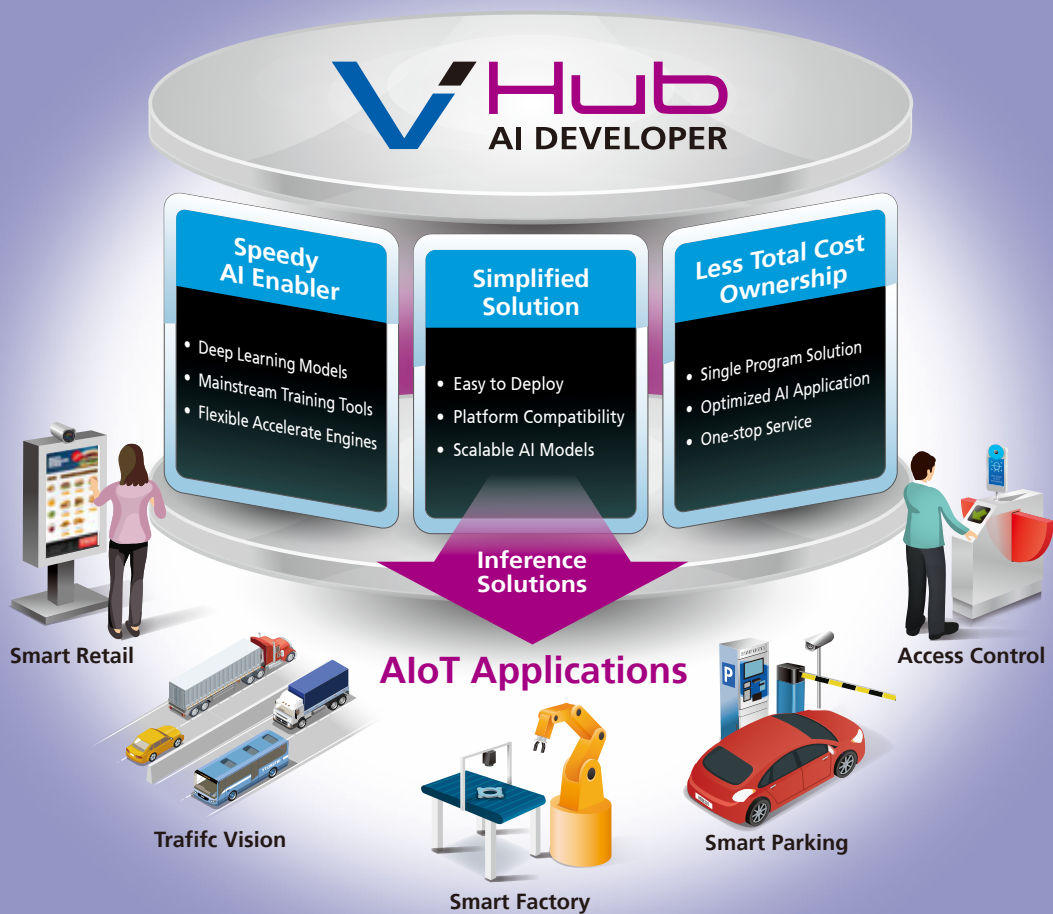 Vi Hub
AI DEVELOPER
Speedy
AI Enabler
• Deep Learning Models
• Mainstream Training Tools
• Flexible Accelerate Engines
Simplified
Solution
• Easy to Deploy
• Platform Compatibility
• Scalable AI Models
Less Total Cost
Ownership
• Single Program Solution
• Optimized AI Application
• One-stop Service
Inference
Solutions
AIoT Applications
Smart Retail
Access Control
P
Trafifc Vision
Smart Parking
Smart Factory